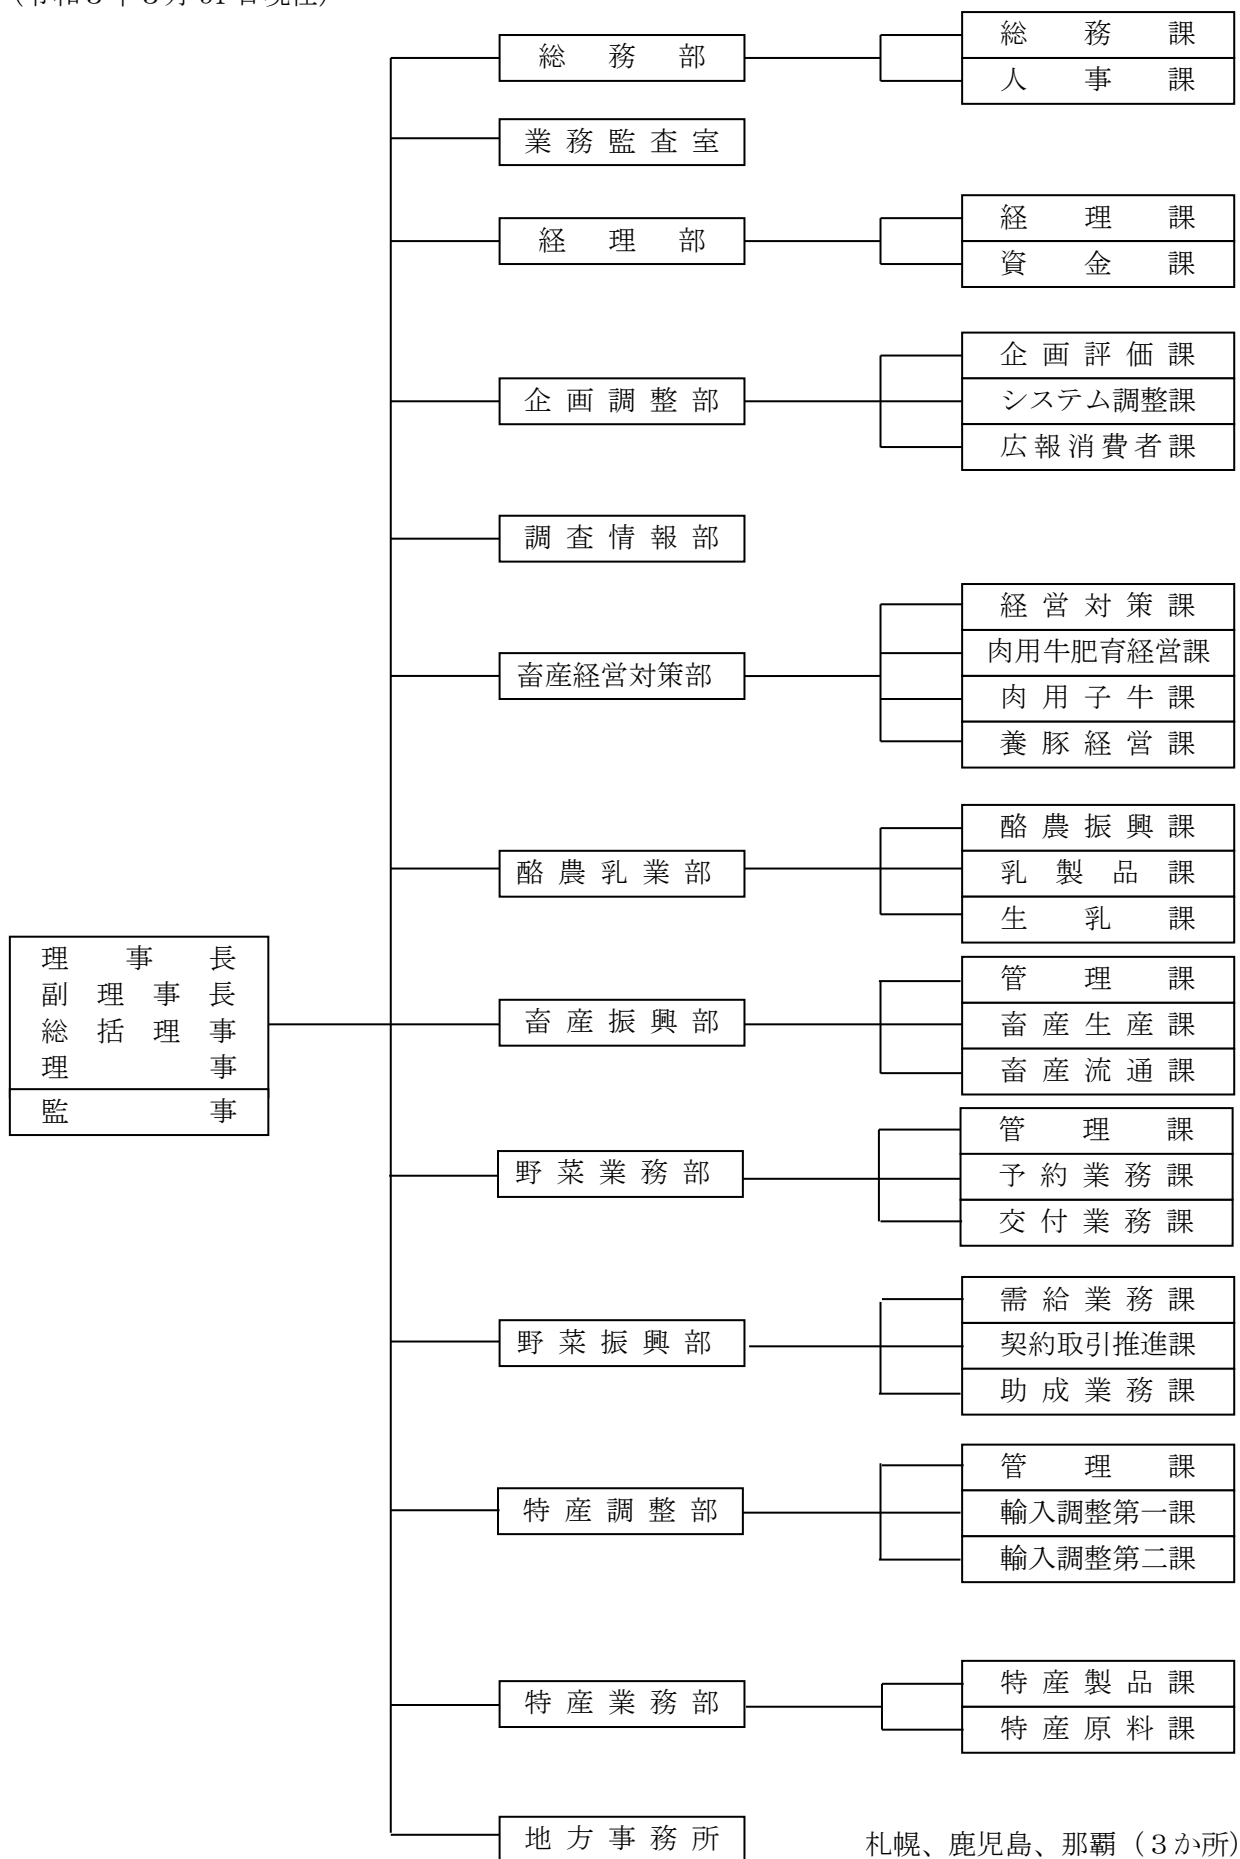 総務部
総務課
人事課
業務監査室
経理部
経理課
資金課
企画調整部
企画評価課
システム調整課
広報消費者課
調査情報部
畜産経営対策部
経営対策課
肉用牛肥育経営課
肉用子牛課
養豚経営課
酪農乳業部
酪農振興課
乳製品課
生乳課
理事長
副理事長
総括理事
理事
監事
畜産振興部
管理課
畜産生産課
畜産流通課
野菜業務部
管理課
予約業務課
交付業務課
野菜振興部
需給業務課
契約取引推進課
助成業務課
特産調整部
管理課
輸入調整第一課
輸入調整第二課
特産業務部
特産製品課
特産原料課
地方事務所
札幌、鹿児島、那覇（３か所）